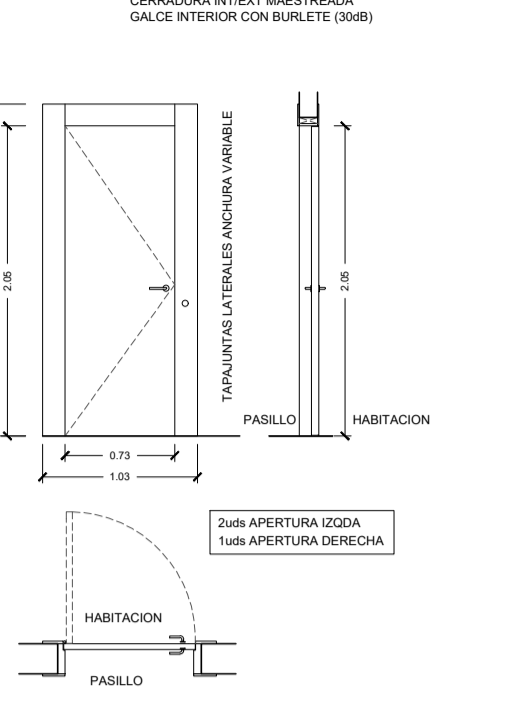 CERRADURA INT/EXT MAESTREADA
GALCE INTERIOR CON BURLETE (30dB)
2.05
TAPAJUNTAS LATERALES ANCHURA VARIABLE
2.05
PASILLO
HABITACION
0.73
1.03
2uds APERTURA IZQDA
1uds APERTURA DERECHA
HABITACION
PASILLO